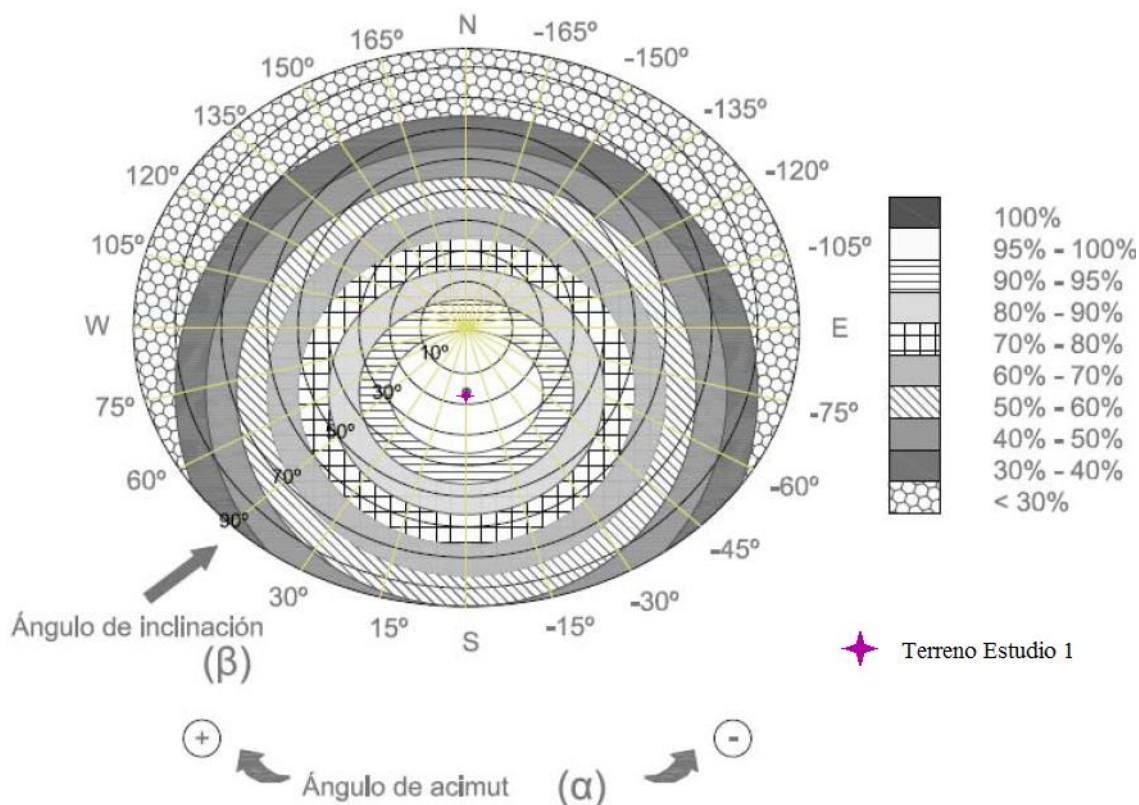 N
165º
-165º
150º
-150º
135º
-135º
120º
-120º
105º
-105º
W
E
75º
-75º
60º
-60º
-45º
30º
-30º
15º
-15º
S
10º
30º
50º
70º
90º
100%
95% - 100%
90% - 95%
80% - 90%
70% - 80%
60% - 70%
50% - 60%
40% - 50%
30% - 40%
< 30%
Ángulo de inclinación
(β)
Terreno Estudio 1
+
Ángulo de acimut (α)
-